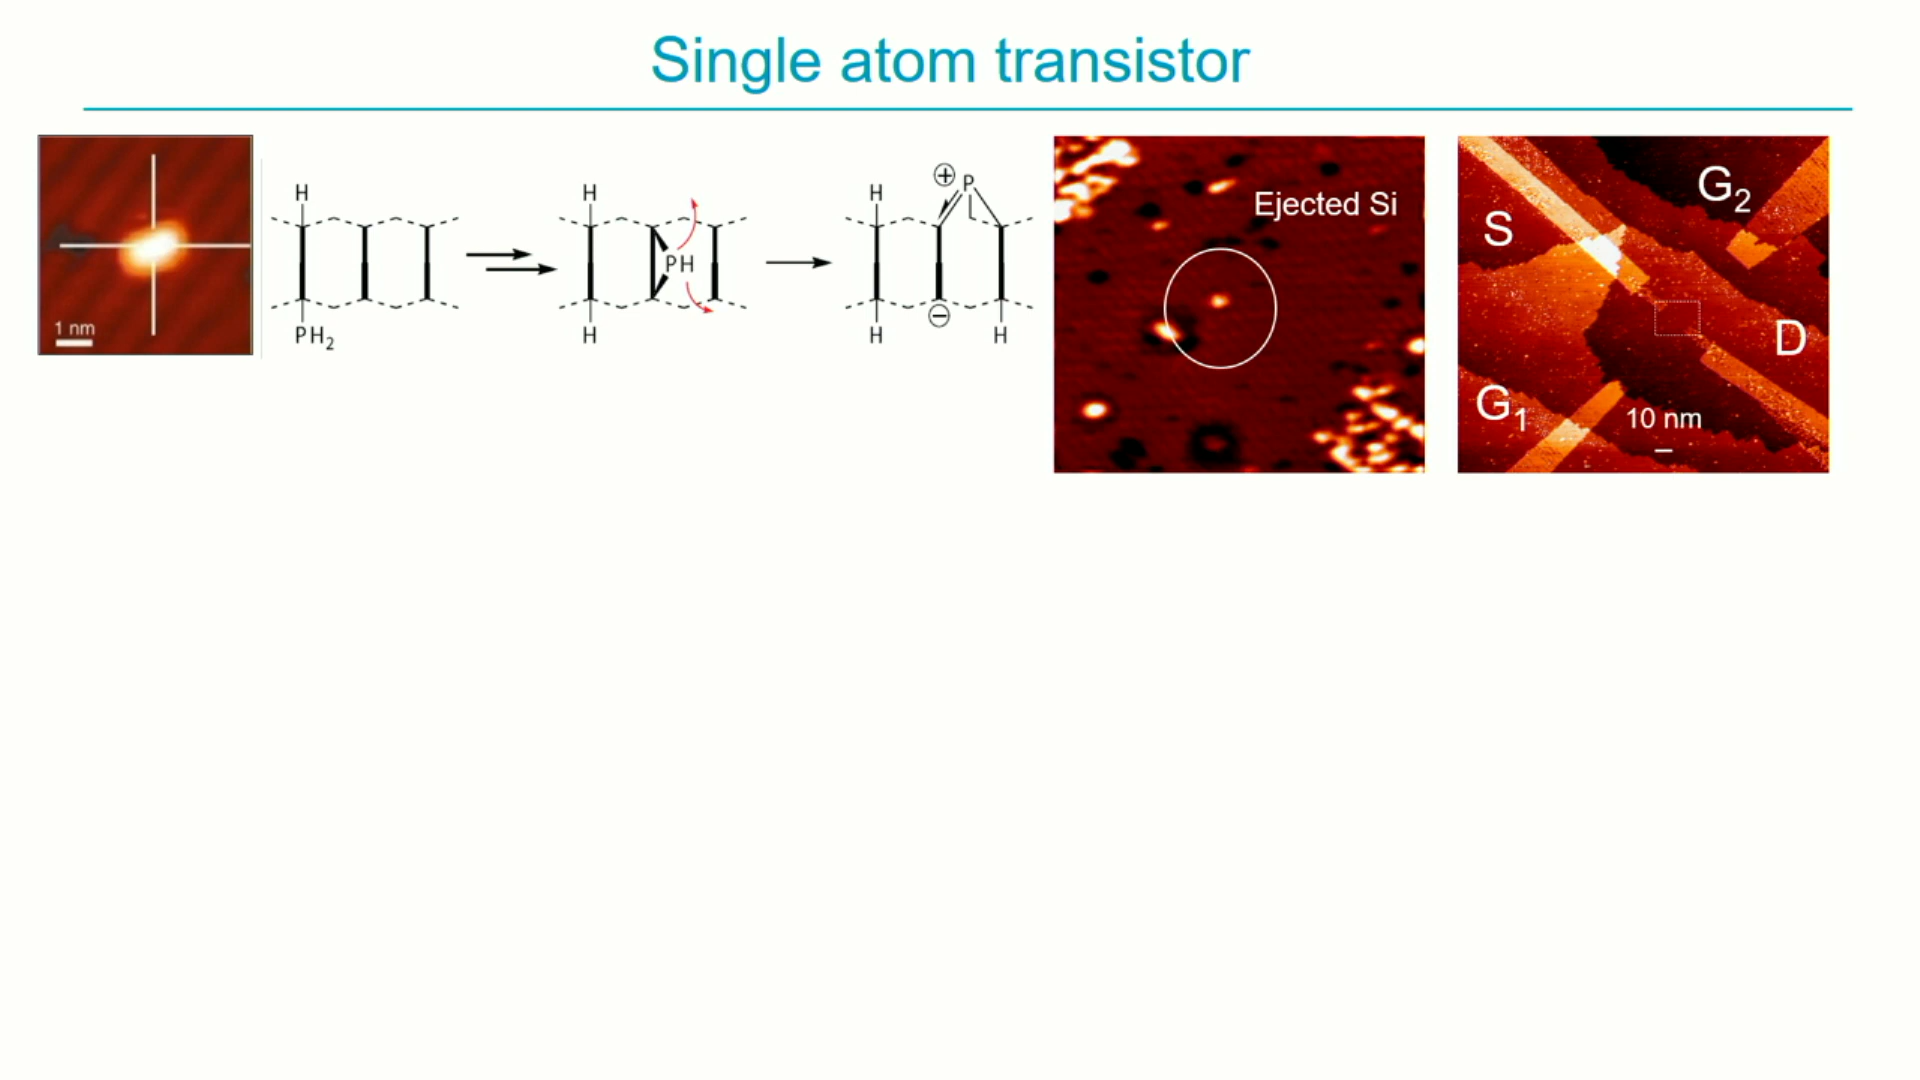 Single atom transistor
1 nm
H
PH₂
H
PH
H
H
⊕ P
⊖
H
H
Ejected Si
S
G₂
D
G₁
10 nm